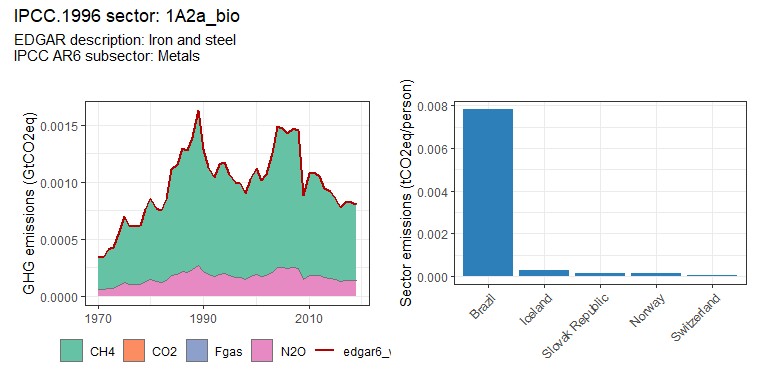 IPCC.1996 sector: 1A2a_bio
EDGAR description: Iron and steel
IPCC AR6 subsector: Metals
GHG emissions (GtCO2eq)
0.0015
0.0010
0.0005
0.0000
1970
1990
2010
CH4
CO2
Fgas
N2O
edgar6_
Sector emissions (tCO2eq/person)
0.008
0.006
0.004
0.002
0.000
Brazil
Iceland
Slovak Republic
Norway
Switzerland